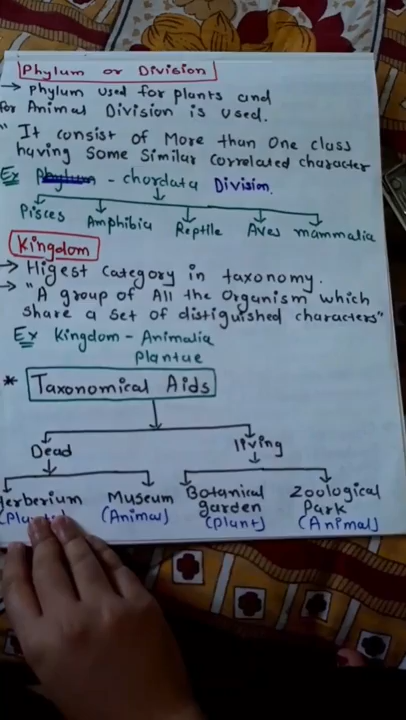 Phylum or Division
→ phylum used for plants and
for Animal Division is used.
" It consist of More than One class
having Some Similar Correlated character
Ex Phylum - chordata Division.
Pisces Amphibia Reptile Aves mammalia
Kingdom
→ Higest Category in taxonomy.
→ "A group of All the Organism which
share a Set of distiguished characters"
Ex Kingdom - Animalia
Plantae
* Taxonomical Aids
Dead living
Herberium Museum Botanical Zoological
garden Park
(Plant) (Animal) (Plant) (Animal)